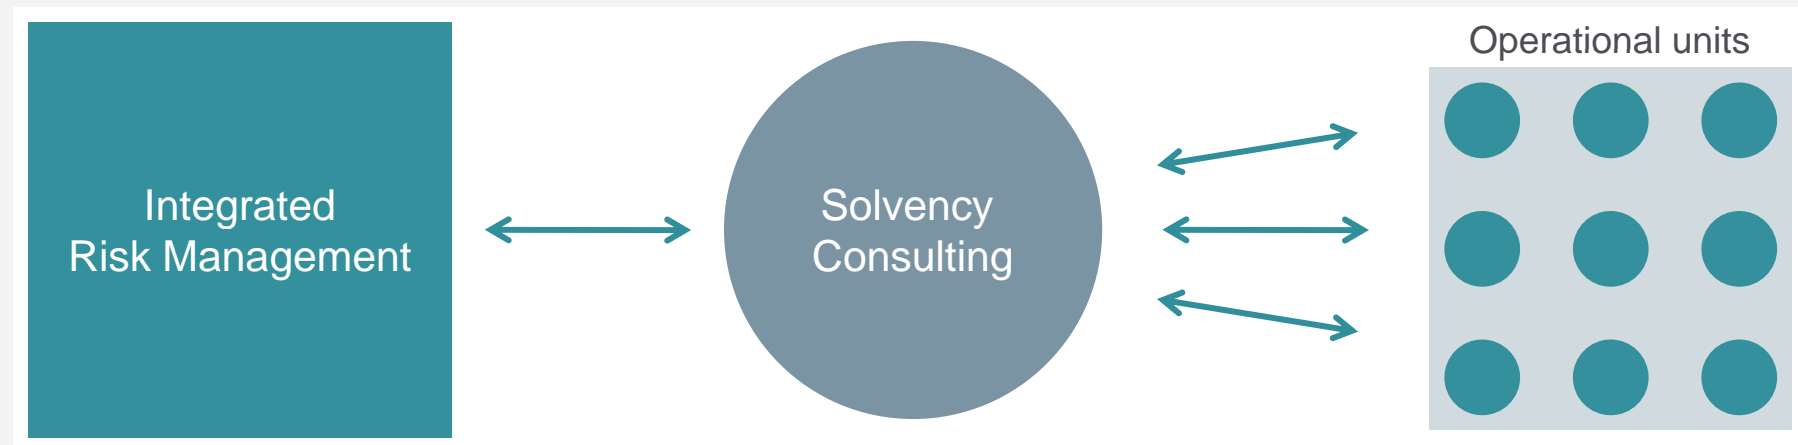 Integrated
Risk Management
Solvency
Consulting
Operational units